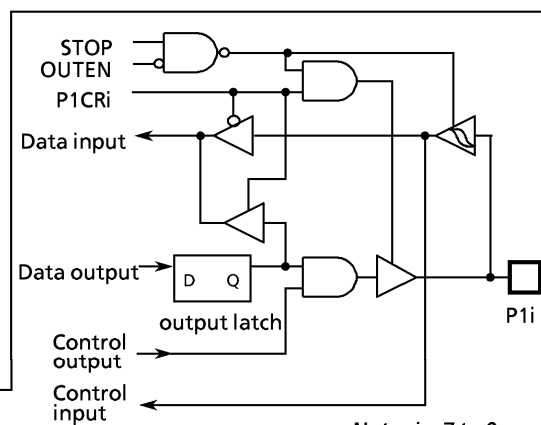 STOP
OUTEN
P1CRi
Data input
Data output
D Q
output latch
P1i
Control
output
Control
input